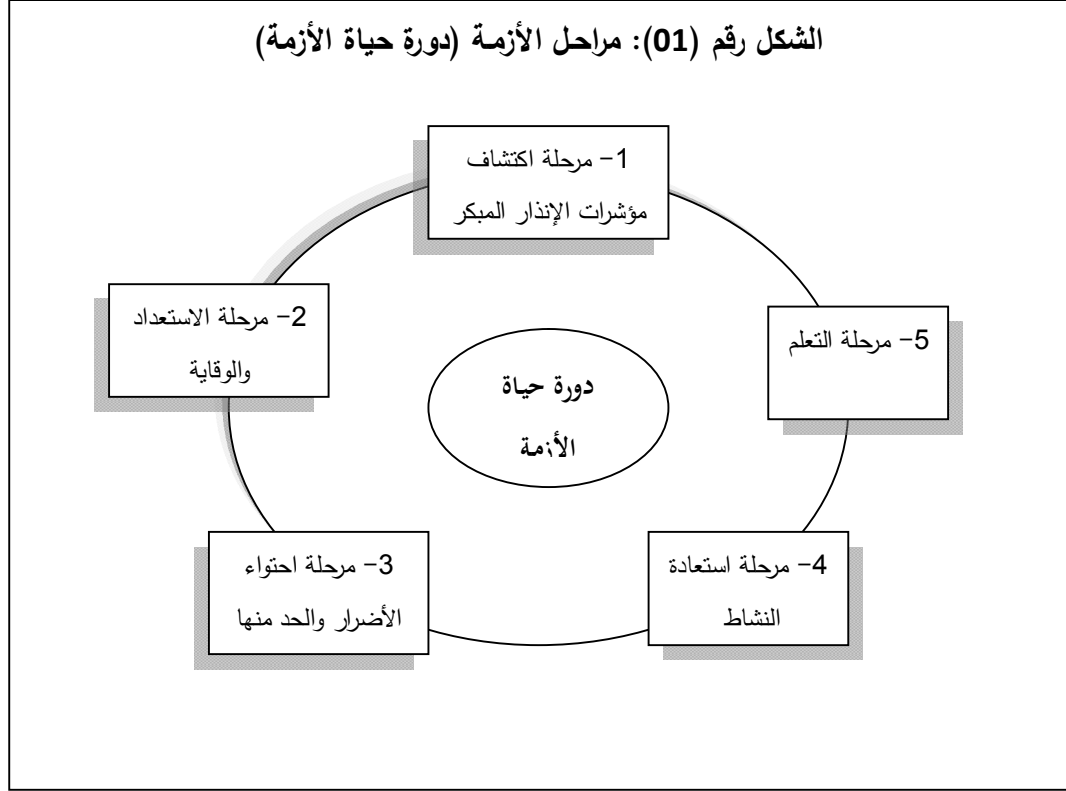 الشكل رقم (01): مراحل الأزمة (دورة حياة الأزمة)
1- مرحلة اكتشاف
مؤشرات الإنذار المبكر
2- مرحلة الاستعداد
والوقاية
3- مرحلة احتواء
الأضرار والحد منها
4- مرحلة استعادة
النشاط
5- مرحلة التعلم
دورة حياة
الأزمة